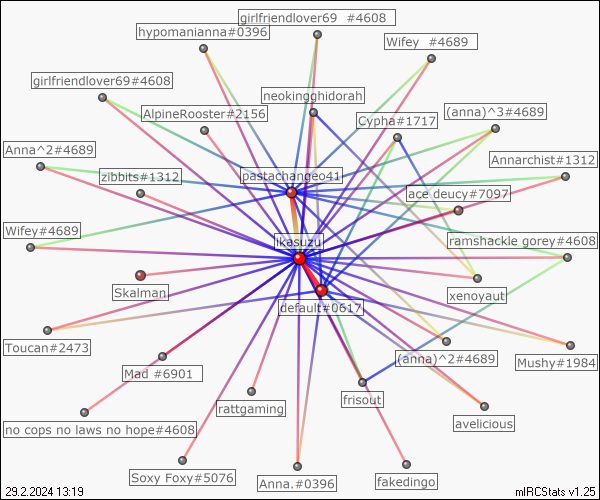 girlfriendlover69  #4608
hypomanianna#0396
Wifey  #4689
girlfriendlover69#4608
neokingghidorah
AlpineRooster#2156
Cypha#1717
(anna)^3#4689
Anna^2#4689
Annarchist#1312
zibbits#1312
pastachangeo41
ace deucy#7097
Wifey#4689
ikasuzu
ramshackle gorey#4608
Skalman
xenoyaut
default#0617
Toucan#2473
(anna)^2#4689
Mushy#1984
Mad #6901
frisout
rattgaming
no cops no laws no hope#4608
avelicious
Soxy Foxy#5076
Anna.#0396
fakedingo
29.2.2024 13:19
mIRCStats v1.25